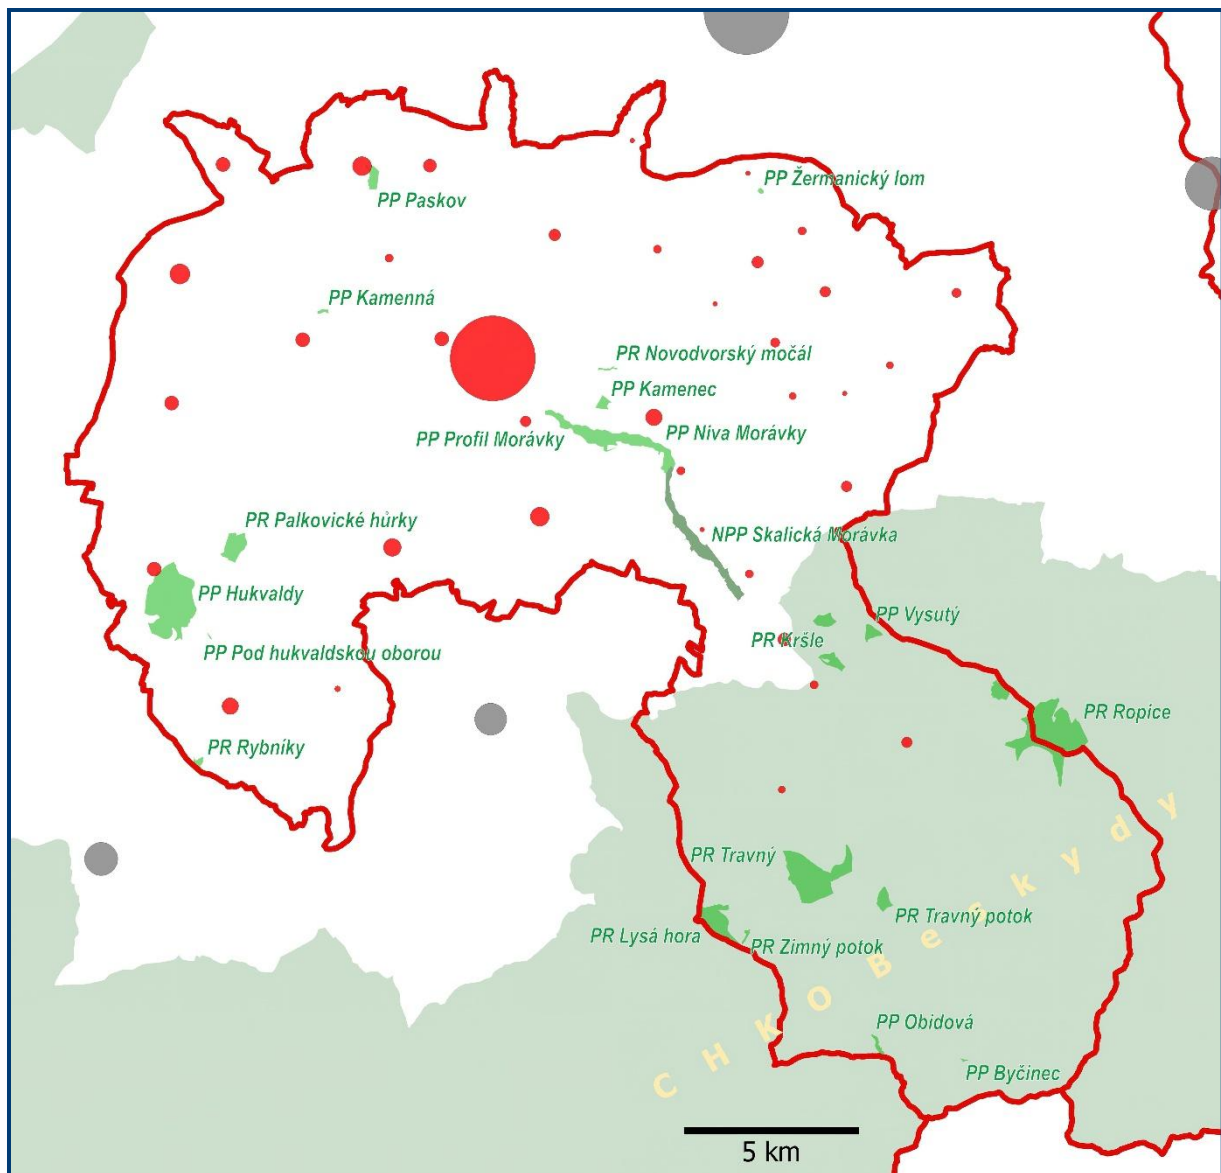 PP Žermanický lom
PP Paskov
PP Kamenná
PR Novodvorský močál
PP Kamenec
PP Profil Morávky
PP Niva Morávky
PR Palkovické hůrky
NPP Skalická Morávka
PP Hukvaldy
PP Vysutý
PR Kršle
PP Pod hukvaldskou oborou
PR Ropice
PR Rybníky
PR Travný
PR Travný potok
PR Lysá hora
PR Zimný potok
CHKO Beskydy
PP Obidová
PP Byčinec
5 km